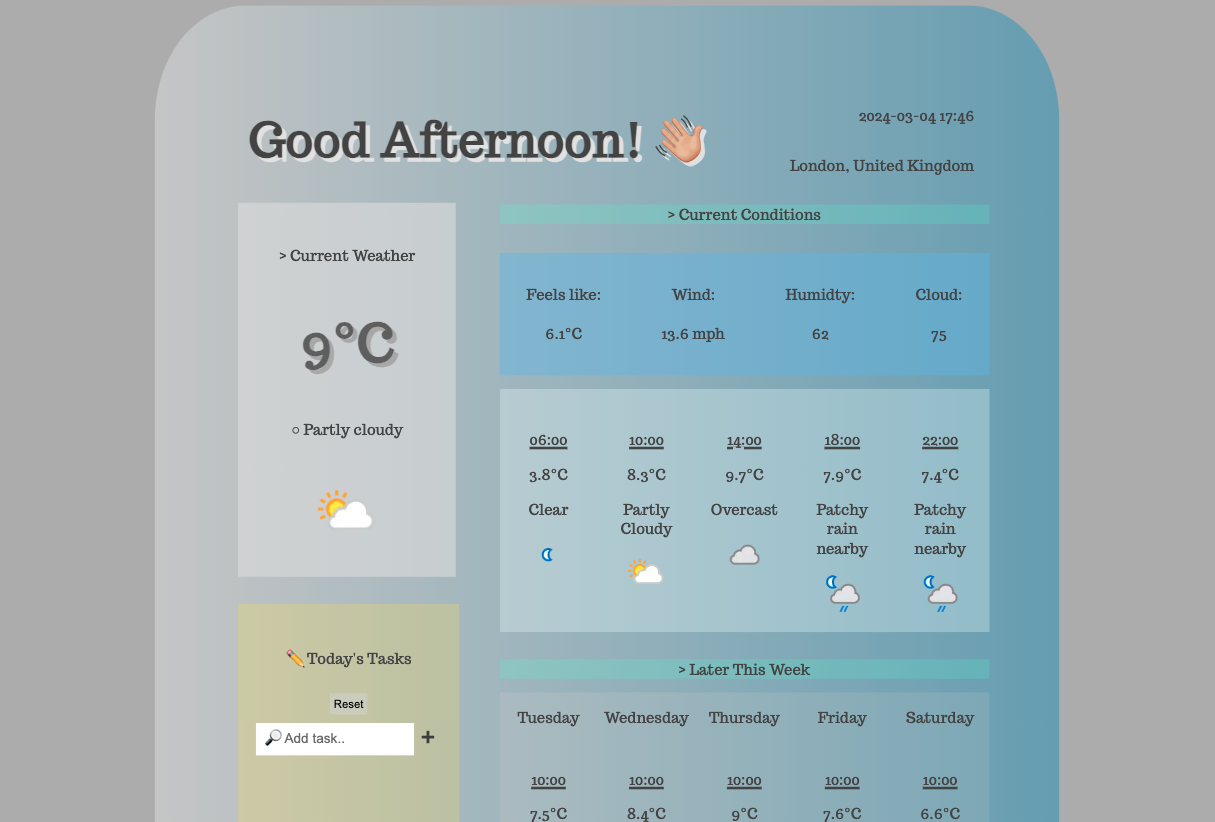 Good Afternoon! 👋
2024-03-04 17:46
London, United Kingdom
> Current Weather
9°C
○ Partly cloudy
✏️ Today's Tasks
Reset
🔎 Add task.. +
> Current Conditions
Feels like: Wind: Humidty: Cloud:
6.1°C 13.6 mph 62 75
06:00 10:00 14:00 18:00 22:00
3.8°C 8.3°C 9.7°C 7.9°C 7.4°C
Clear Partly Overcast Patchy Patchy
Cloudy rain rain
nearby nearby
> Later This Week
Tuesday Wednesday Thursday Friday Saturday
10:00 10:00 10:00 10:00 10:00
7.5°C 8.4°C 9°C 7.6°C 6.6°C